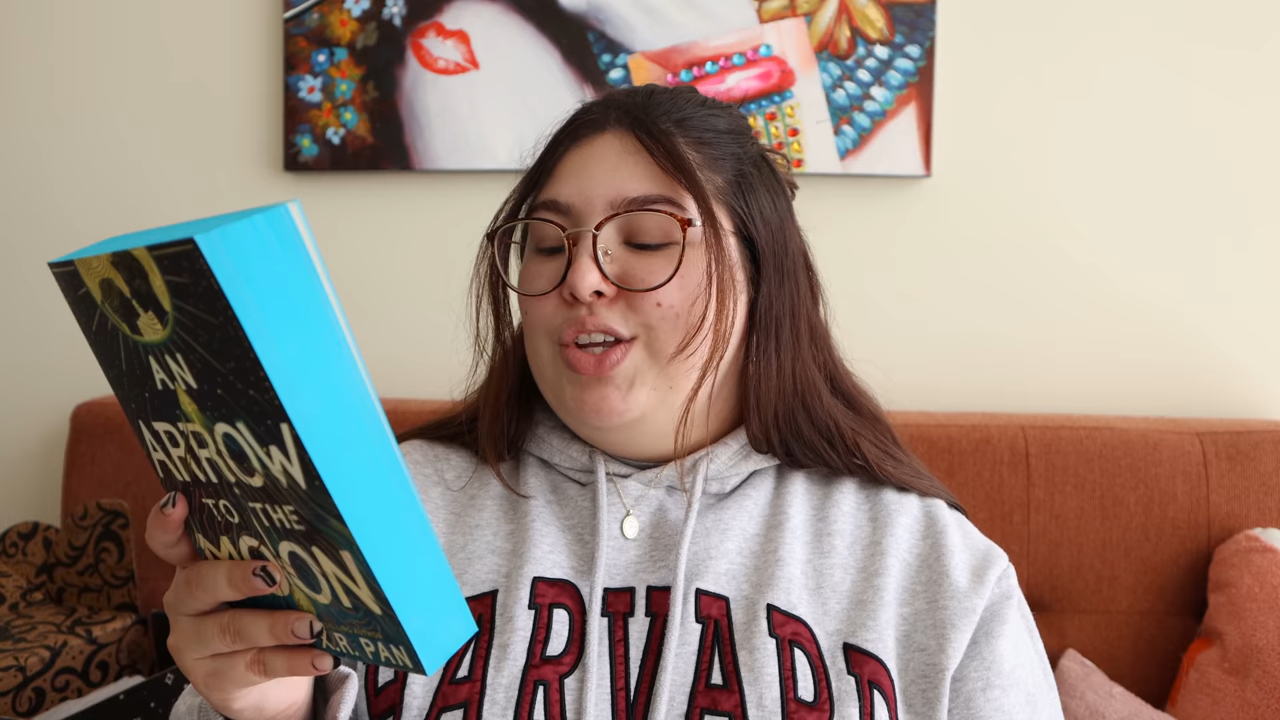 AN
ARROW
TO THE
MOON
X.R. PAN
HARVARD